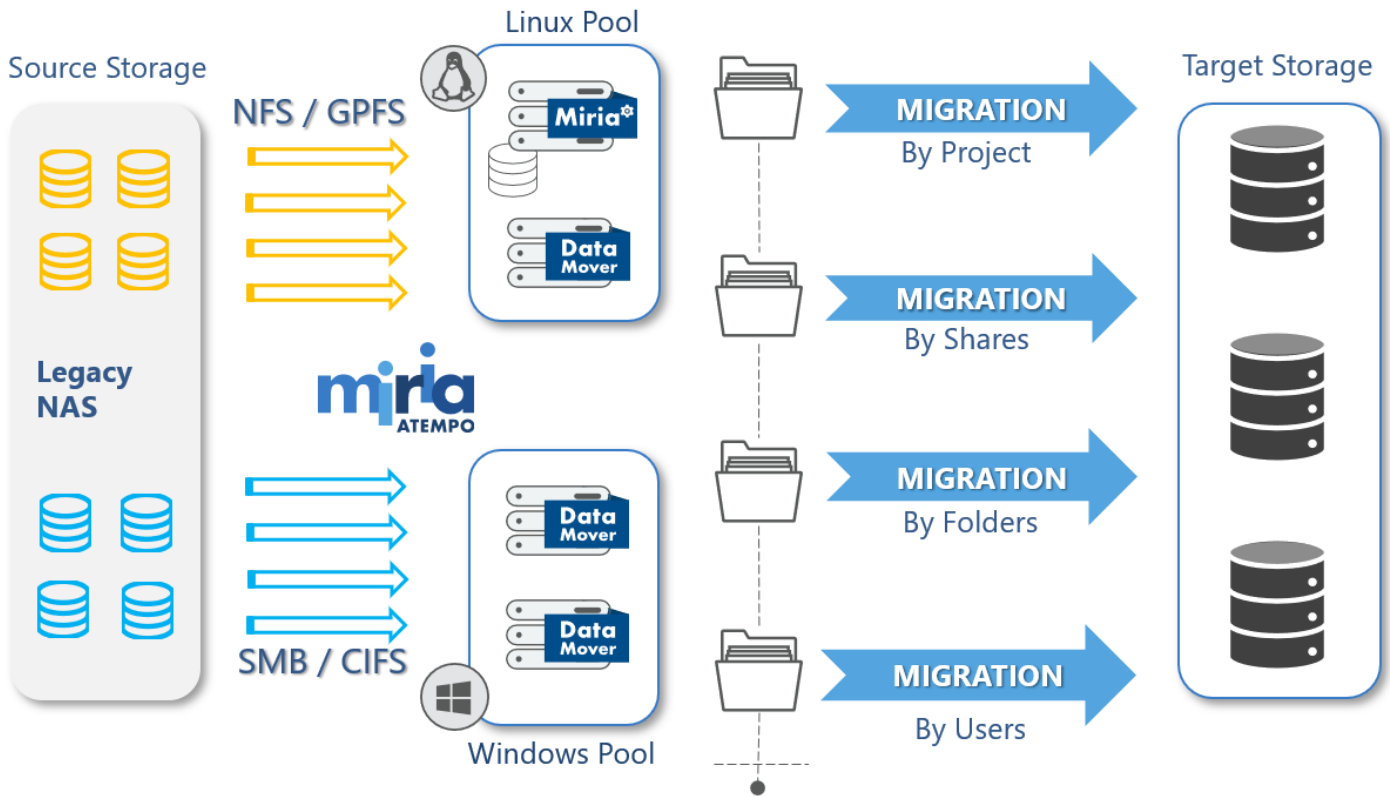 Source Storage
Legacy
NAS
NFS / GPFS
SMB / CIFS
miria
ATEMPO
Linux Pool
Miria
Data
Mover
Data
Mover
Data
Mover
Windows Pool
MIGRATION
By Project
MIGRATION
By Shares
MIGRATION
By Folders
MIGRATION
By Users
Target Storage